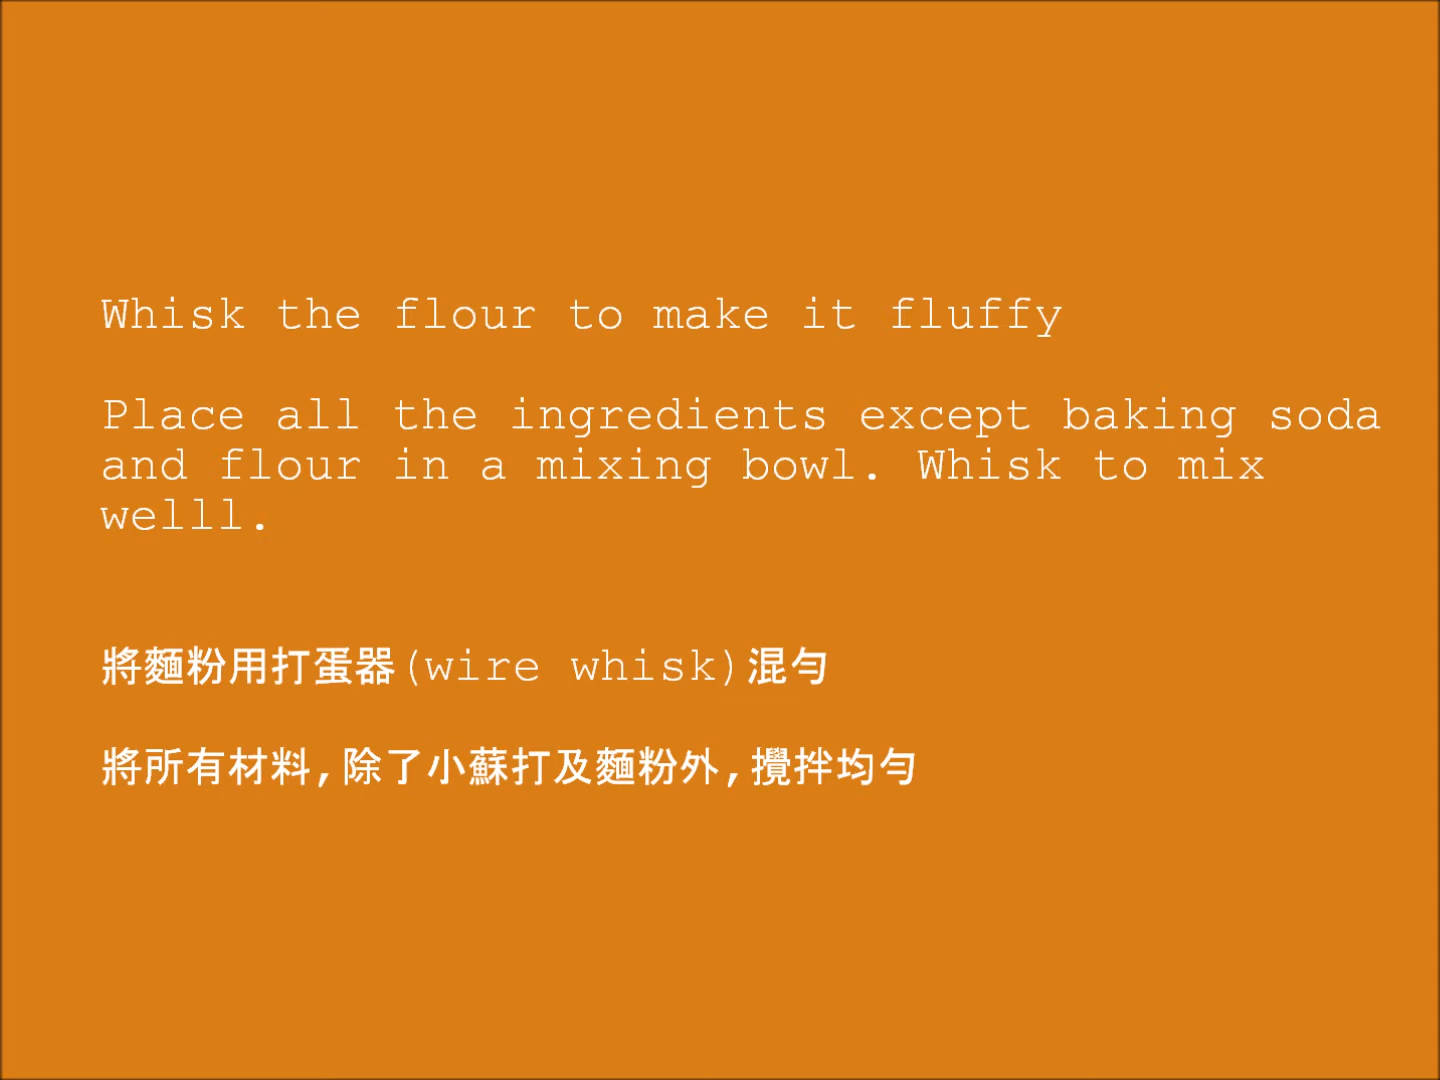 Whisk the flour to make it fluffy
Place all the ingredients except baking soda
and flour in a mixing bowl. Whisk to mix
welll.
將麵粉用打蛋器(wire whisk)混勻
將所有材料,除了小蘇打及麵粉外,攪拌均勻